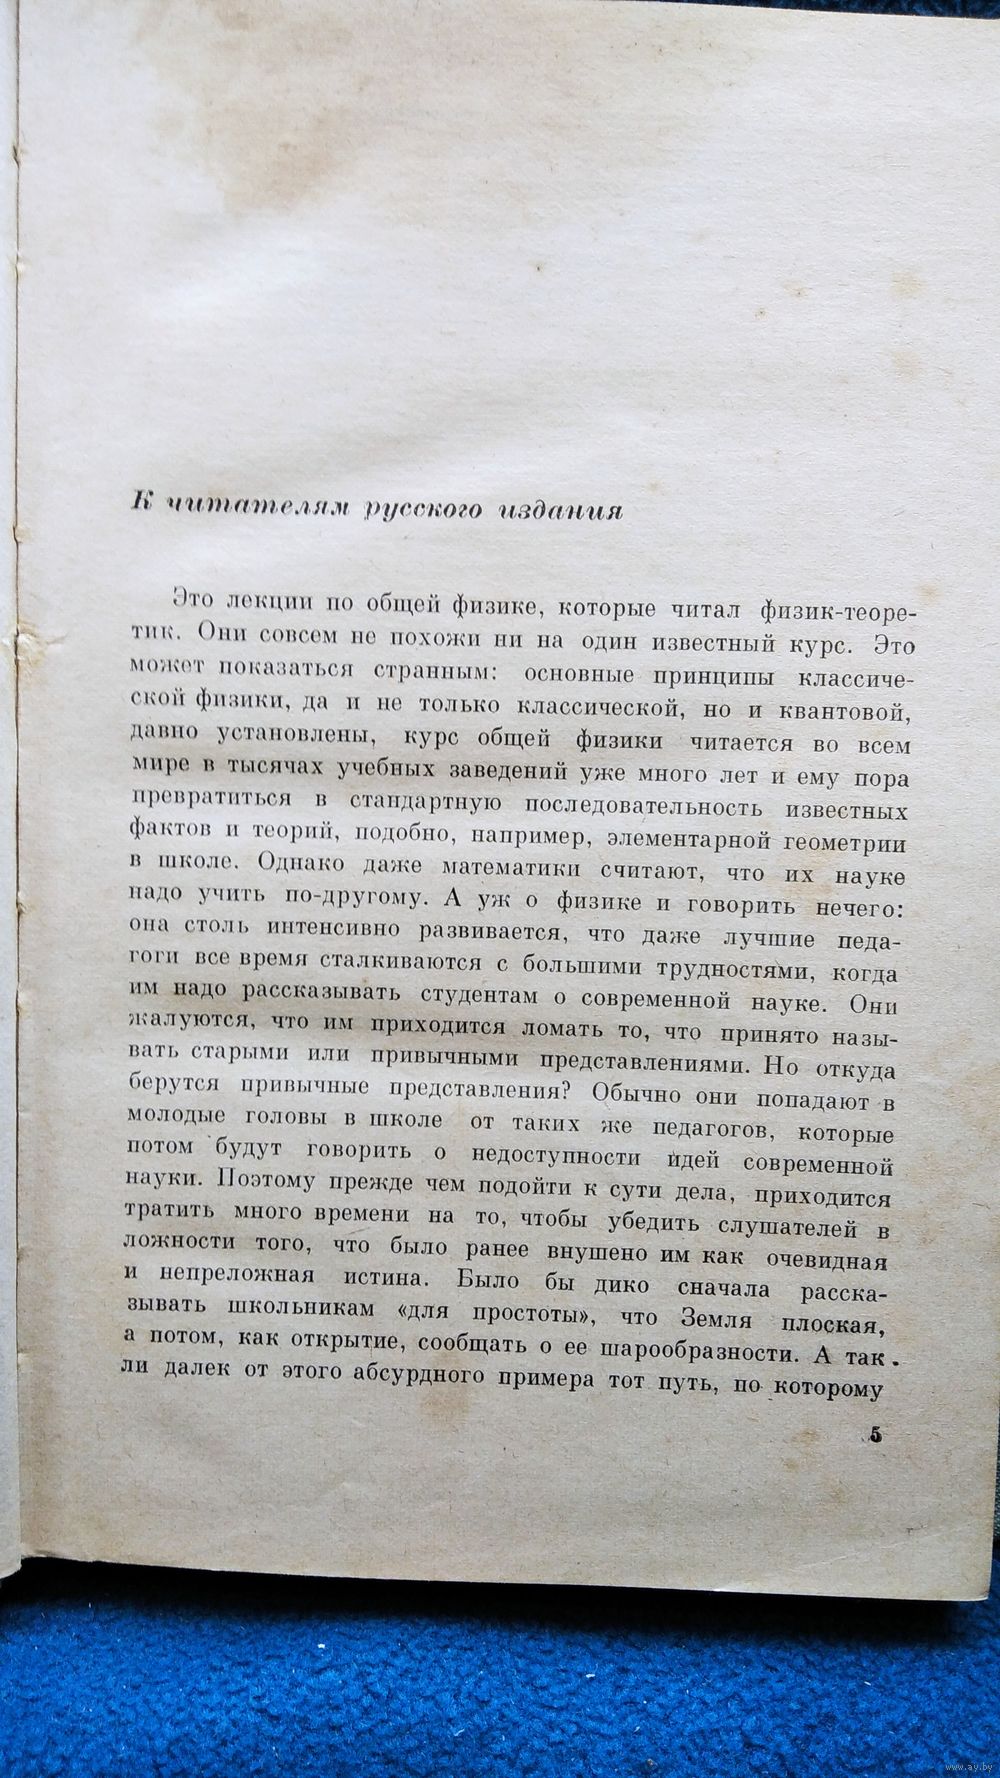 К читателям русского издания
Это лекции по общей физике, которые читал физик-теоре-
тик. Они совсем не похожи ни на один известный курс. Это
может показаться странным: основные принципы классиче-
ской физики, да и не только классической, но и квантовой,
давно установлены, курс общей физики читается во всем
мире в тысячах учебных заведений уже много лет и ему пора
превратиться в стандартную последовательность известных
фактов и теорий, подобно, например, элементарной геометрии
в школе. Однако даже математики считают, что их науке
надо учить по-другому. А уж о физике и говорить нечего:
она столь интенсивно развивается, что даже лучшие педа-
гоги все время сталкиваются с большими трудностями, когда
им надо рассказывать студентам о современной науке. Они
жалуются, что им приходится ломать то, что принято назы-
вать старыми или привычными представлениями. Но откуда
берутся привычные представления? Обычно они попадают в
молодые головы в школе от таких же педагогов, которые
потом будут говорить о недоступности идей современной
науки. Поэтому прежде чем подойти к сути дела, приходится
тратить много времени на то, чтобы убедить слушателей в
ложности того, что было ранее внушено им как очевидная
и непреложная истина. Было бы дико сначала расска-
зывать школьникам «для простоты», что Земля плоская,
а потом, как открытие, сообщать о ее шарообразности. А так
ли далек от этого абсурдного примера тот путь, по которому
5
www.ay.by